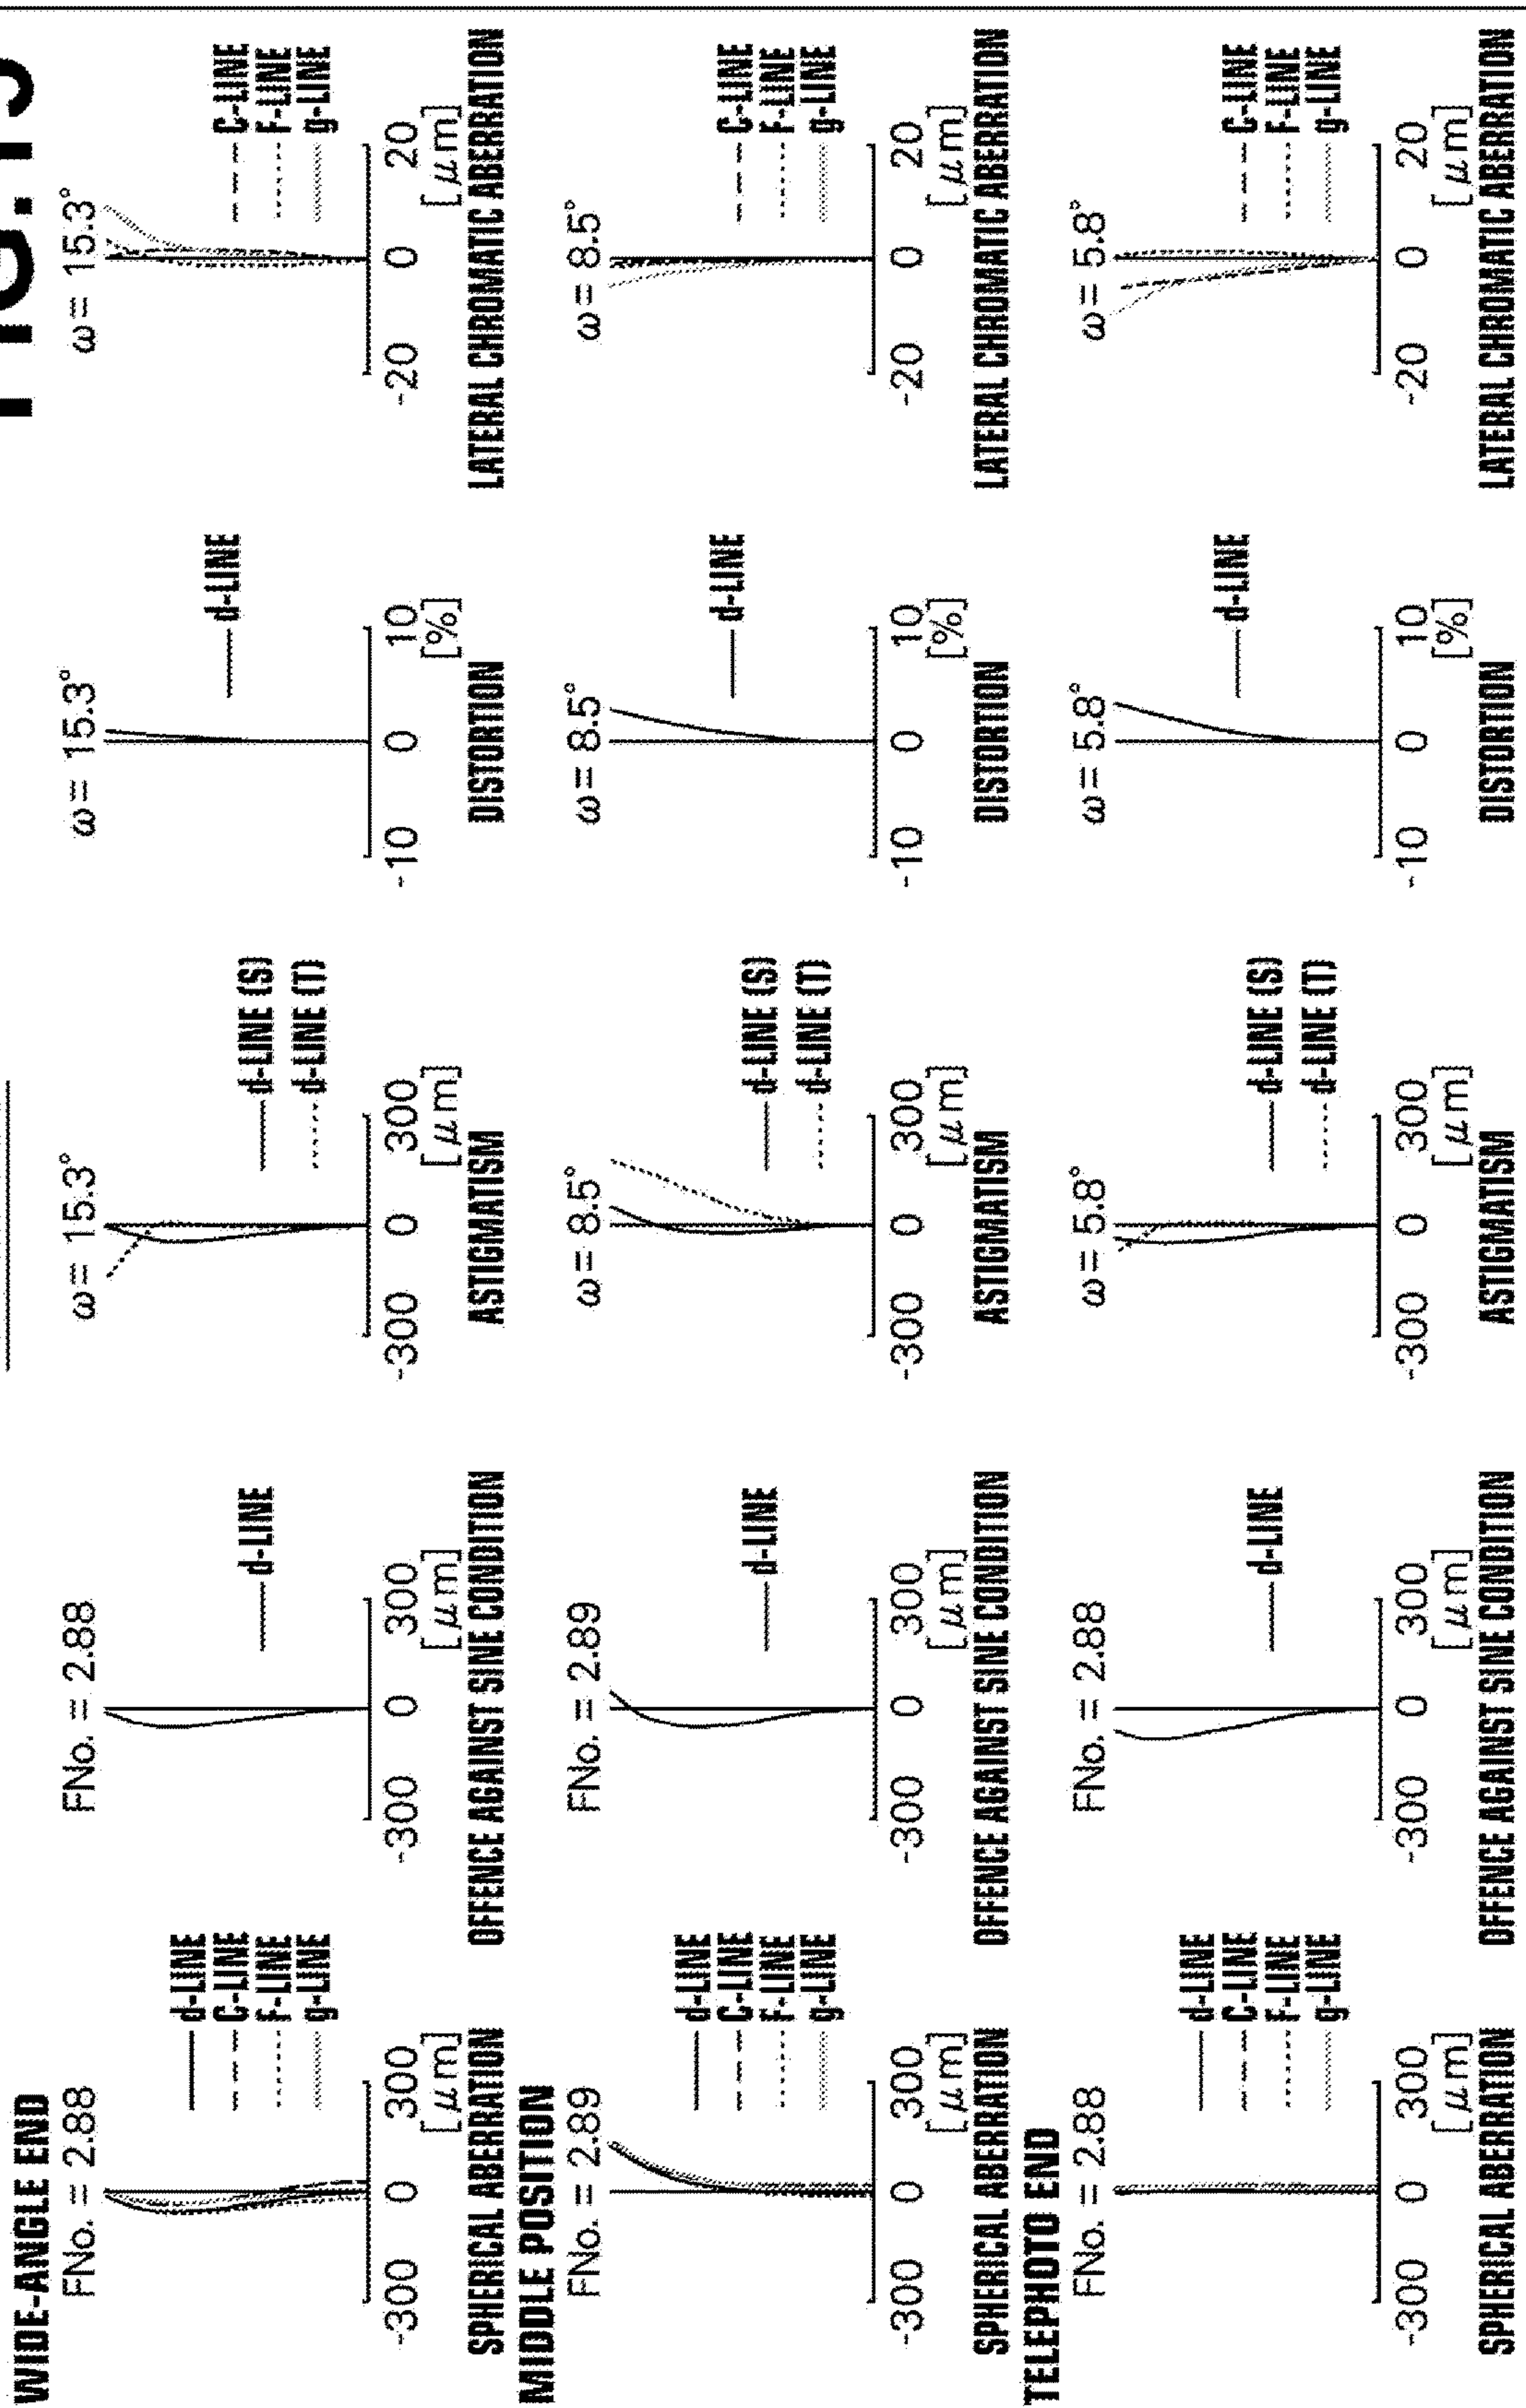 WIDE-ANGLE END
FNo. = 2.88
d-LINE
C-LINE
F-LINE
g-LINE
-300 0 300
[μm]
SPHERICAL ABERRATION
FNo. = 2.88
d-LINE
-300 0 300
[μm]
OFFENCE AGAINST SINE CONDITION
ω= 15.3°
d-LINE (S)
d-LINE (T)
-300 0 300
[μm]
ASTIGMATISM
ω= 15.3°
d-LINE
-10 0 10
[%]
DISTORTION
ω= 15.3°
C-LINE
F-LINE
g-LINE
-20 0 20
[μm]
LATERAL CHROMATIC ABERRATION
MIDDLE POSITION
FNo. = 2.89
d-LINE
C-LINE
F-LINE
g-LINE
-300 0 300
[μm]
SPHERICAL ABERRATION
FNo. = 2.89
d-LINE
-300 0 300
[μm]
OFFENCE AGAINST SINE CONDITION
ω= 8.5°
d-LINE (S)
d-LINE (T)
-300 0 300
[μm]
ASTIGMATISM
ω= 8.5°
d-LINE
-10 0 10
[%]
DISTORTION
ω= 8.5°
C-LINE
F-LINE
g-LINE
-20 0 20
[μm]
LATERAL CHROMATIC ABERRATION
TELEPHOTO END
FNo. = 2.88
d-LINE
C-LINE
F-LINE
g-LINE
-300 0 300
[μm]
SPHERICAL ABERRATION
FNo. = 2.88
d-LINE
-300 0 300
[μm]
OFFENCE AGAINST SINE CONDITION
ω= 5.8°
d-LINE (S)
d-LINE (T)
-300 0 300
[μm]
ASTIGMATISM
ω= 5.8°
d-LINE
-10 0 10
[%]
DISTORTION
ω= 5.8°
C-LINE
F-LINE
g-LINE
-20 0 20
[μm]
LATERAL CHROMATIC ABERRATION